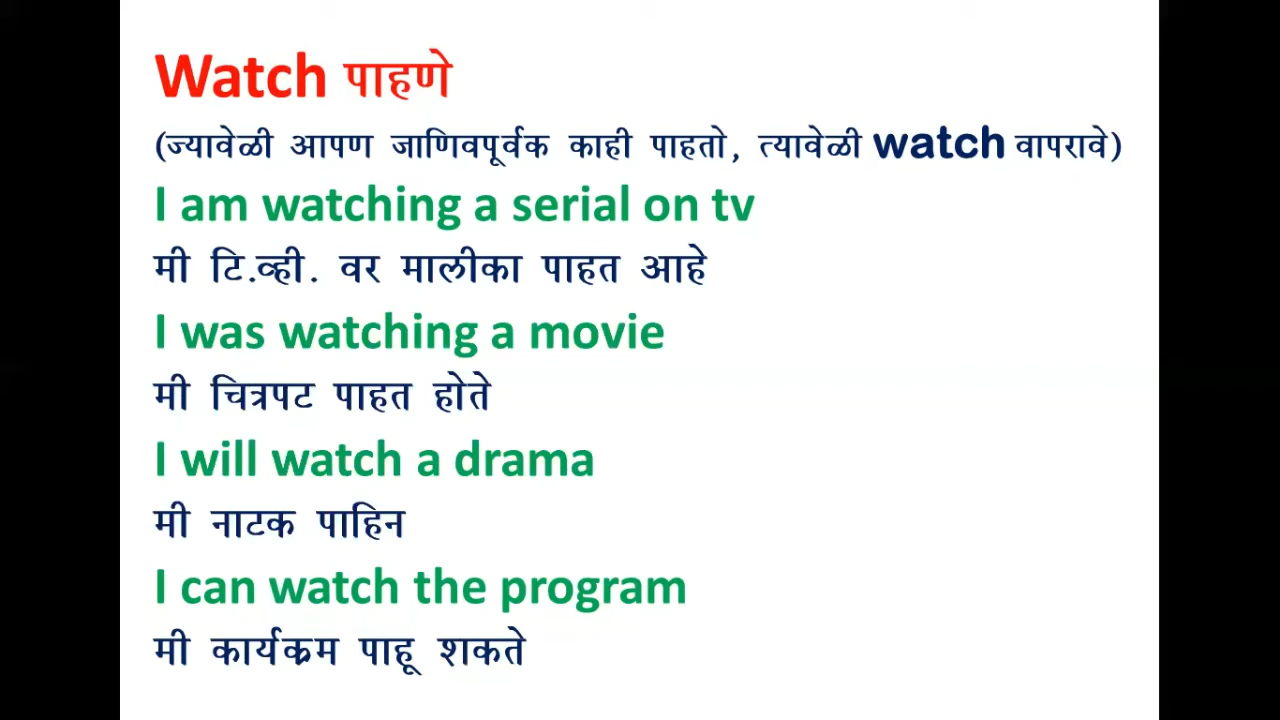 Watch पाहणे
(ज्यावेळी आपण जाणिवपूर्वक काही पाहतो, त्यावेळी watch वापरावे)
I am watching a serial on tv
मी टि.व्ही. वर मालीका पाहत आहे
I was watching a movie
मी चित्रपट पाहत होते
I will watch a drama
मी नाटक पाहिन
I can watch the program
मी कार्यक्रम पाहू शकते